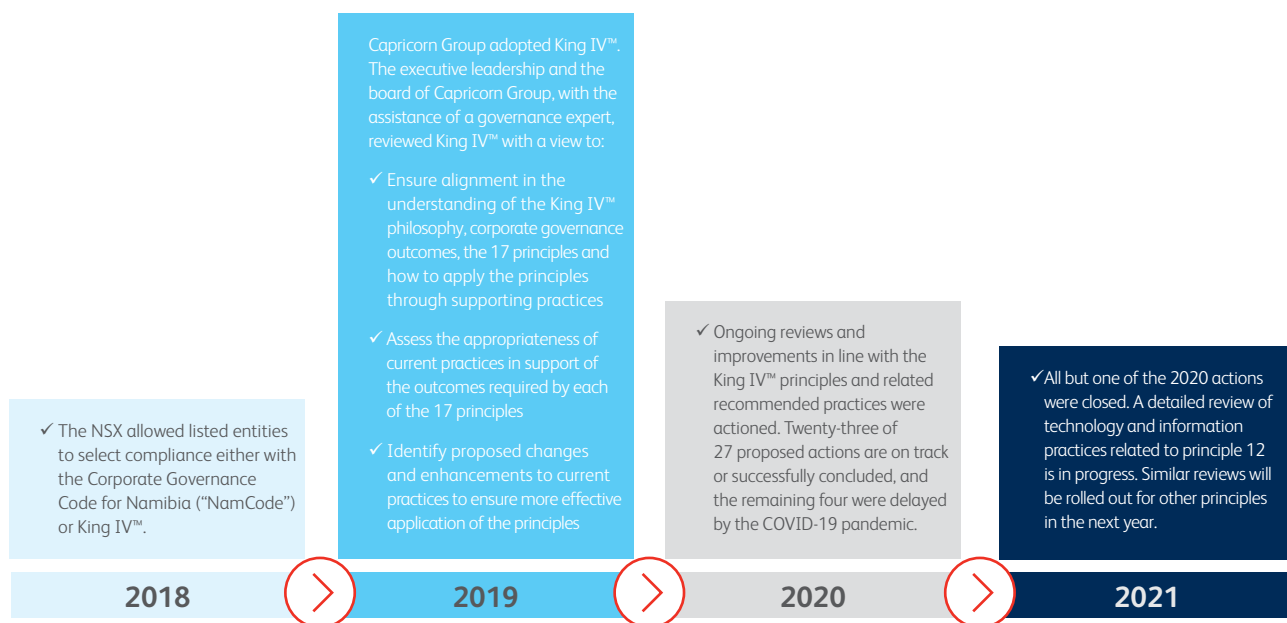 ✓ The NSX allowed listed entities
to select compliance either with
the Corporate Governance
Code for Namibia (“NamCode”)
or King IV™.
2018
Capricorn Group adopted King IV™.
The executive leadership and the
board of Capricorn Group, with the
assistance of a governance expert,
reviewed King IV™ with a view to:
✓ Ensure alignment in the
understanding of the King IV™
philosophy, corporate governance
outcomes, the 17 principles and
how to apply the principles
through supporting practices
✓ Assess the appropriateness of
current practices in support of
the outcomes required by each
of the 17 principles
✓ Identify proposed changes
and enhancements to current
practices to ensure more effective
application of the principles
2019
✓ Ongoing reviews and
improvements in line with the
King IV™ principles and related
recommended practices were
actioned. Twenty-three of
27 proposed actions are on track
or successfully concluded, and
the remaining four were delayed
by the COVID-19 pandemic.
2020
✓All but one of the 2020 actions
were closed. A detailed review of
technology and information
practices related to principle 12
is in progress. Similar reviews will
be rolled out for other principles
in the next year.
2021